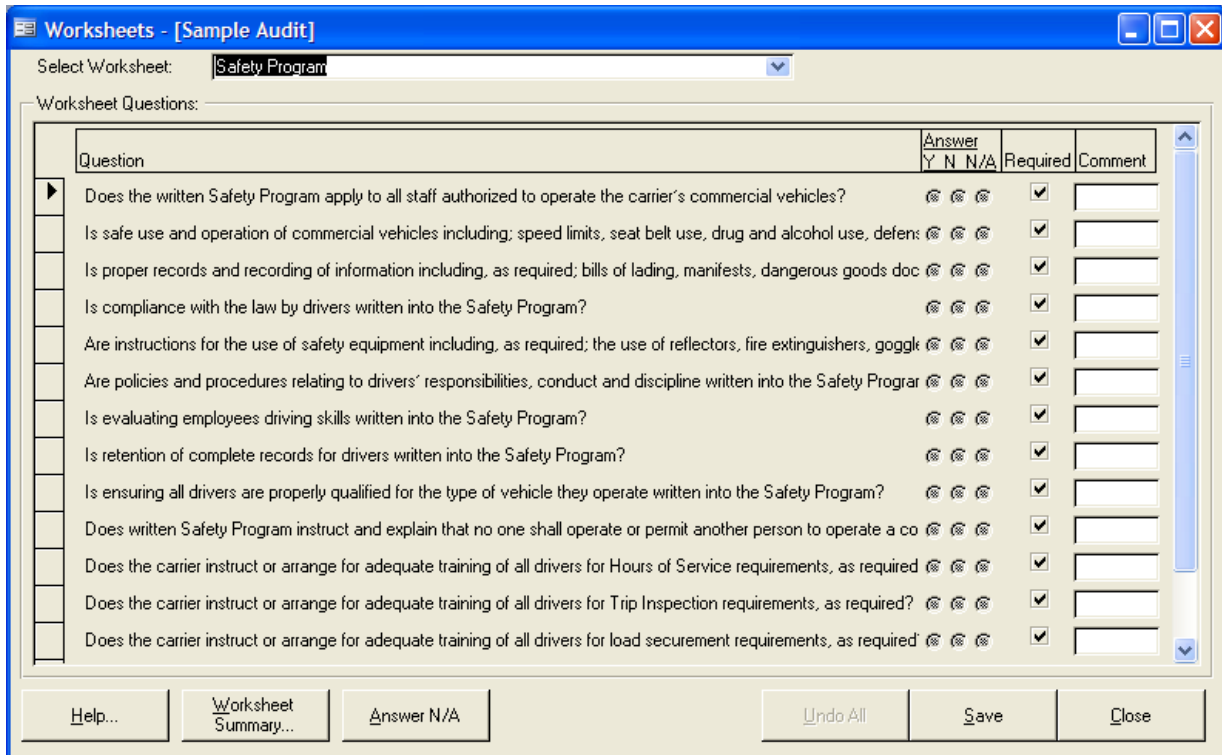 Worksheets - [Sample Audit]
Select Worksheet: Safety Program
Worksheet Questions:
Answer
Question Y N N/A Required Comment
Does the written Safety Program apply to all staff authorized to operate the carrier's commercial vehicles?
Is safe use and operation of commercial vehicles including; speed limits, seat belt use, drug and alcohol use, defens
Is proper records and recording of information including, as required; bills of lading, manifests, dangerous goods doc
Is compliance with the law by drivers written into the Safety Program?
Are instructions for the use of safety equipment including, as required; the use of reflectors, fire extinguishers, goggle
Are policies and procedures relating to drivers' responsibilities, conduct and discipline written into the Safety Prograr
Is evaluating employees driving skills written into the Safety Program?
Is retention of complete records for drivers written into the Safety Program?
Is ensuring all drivers are properly qualified for the type of vehicle they operate written into the Safety Program?
Does written Safety Program instruct and explain that no one shall operate or permit another person to operate a co
Does the carrier instruct or arrange for adequate training of all drivers for Hours of Service requirements, as required
Does the carrier instruct or arrange for adequate training of all drivers for Trip Inspection requirements, as required?
Does the carrier instruct or arrange for adequate training of all drivers for load securement requirements, as required
Help... Worksheet Summary... Answer N/A Undo All Save Close